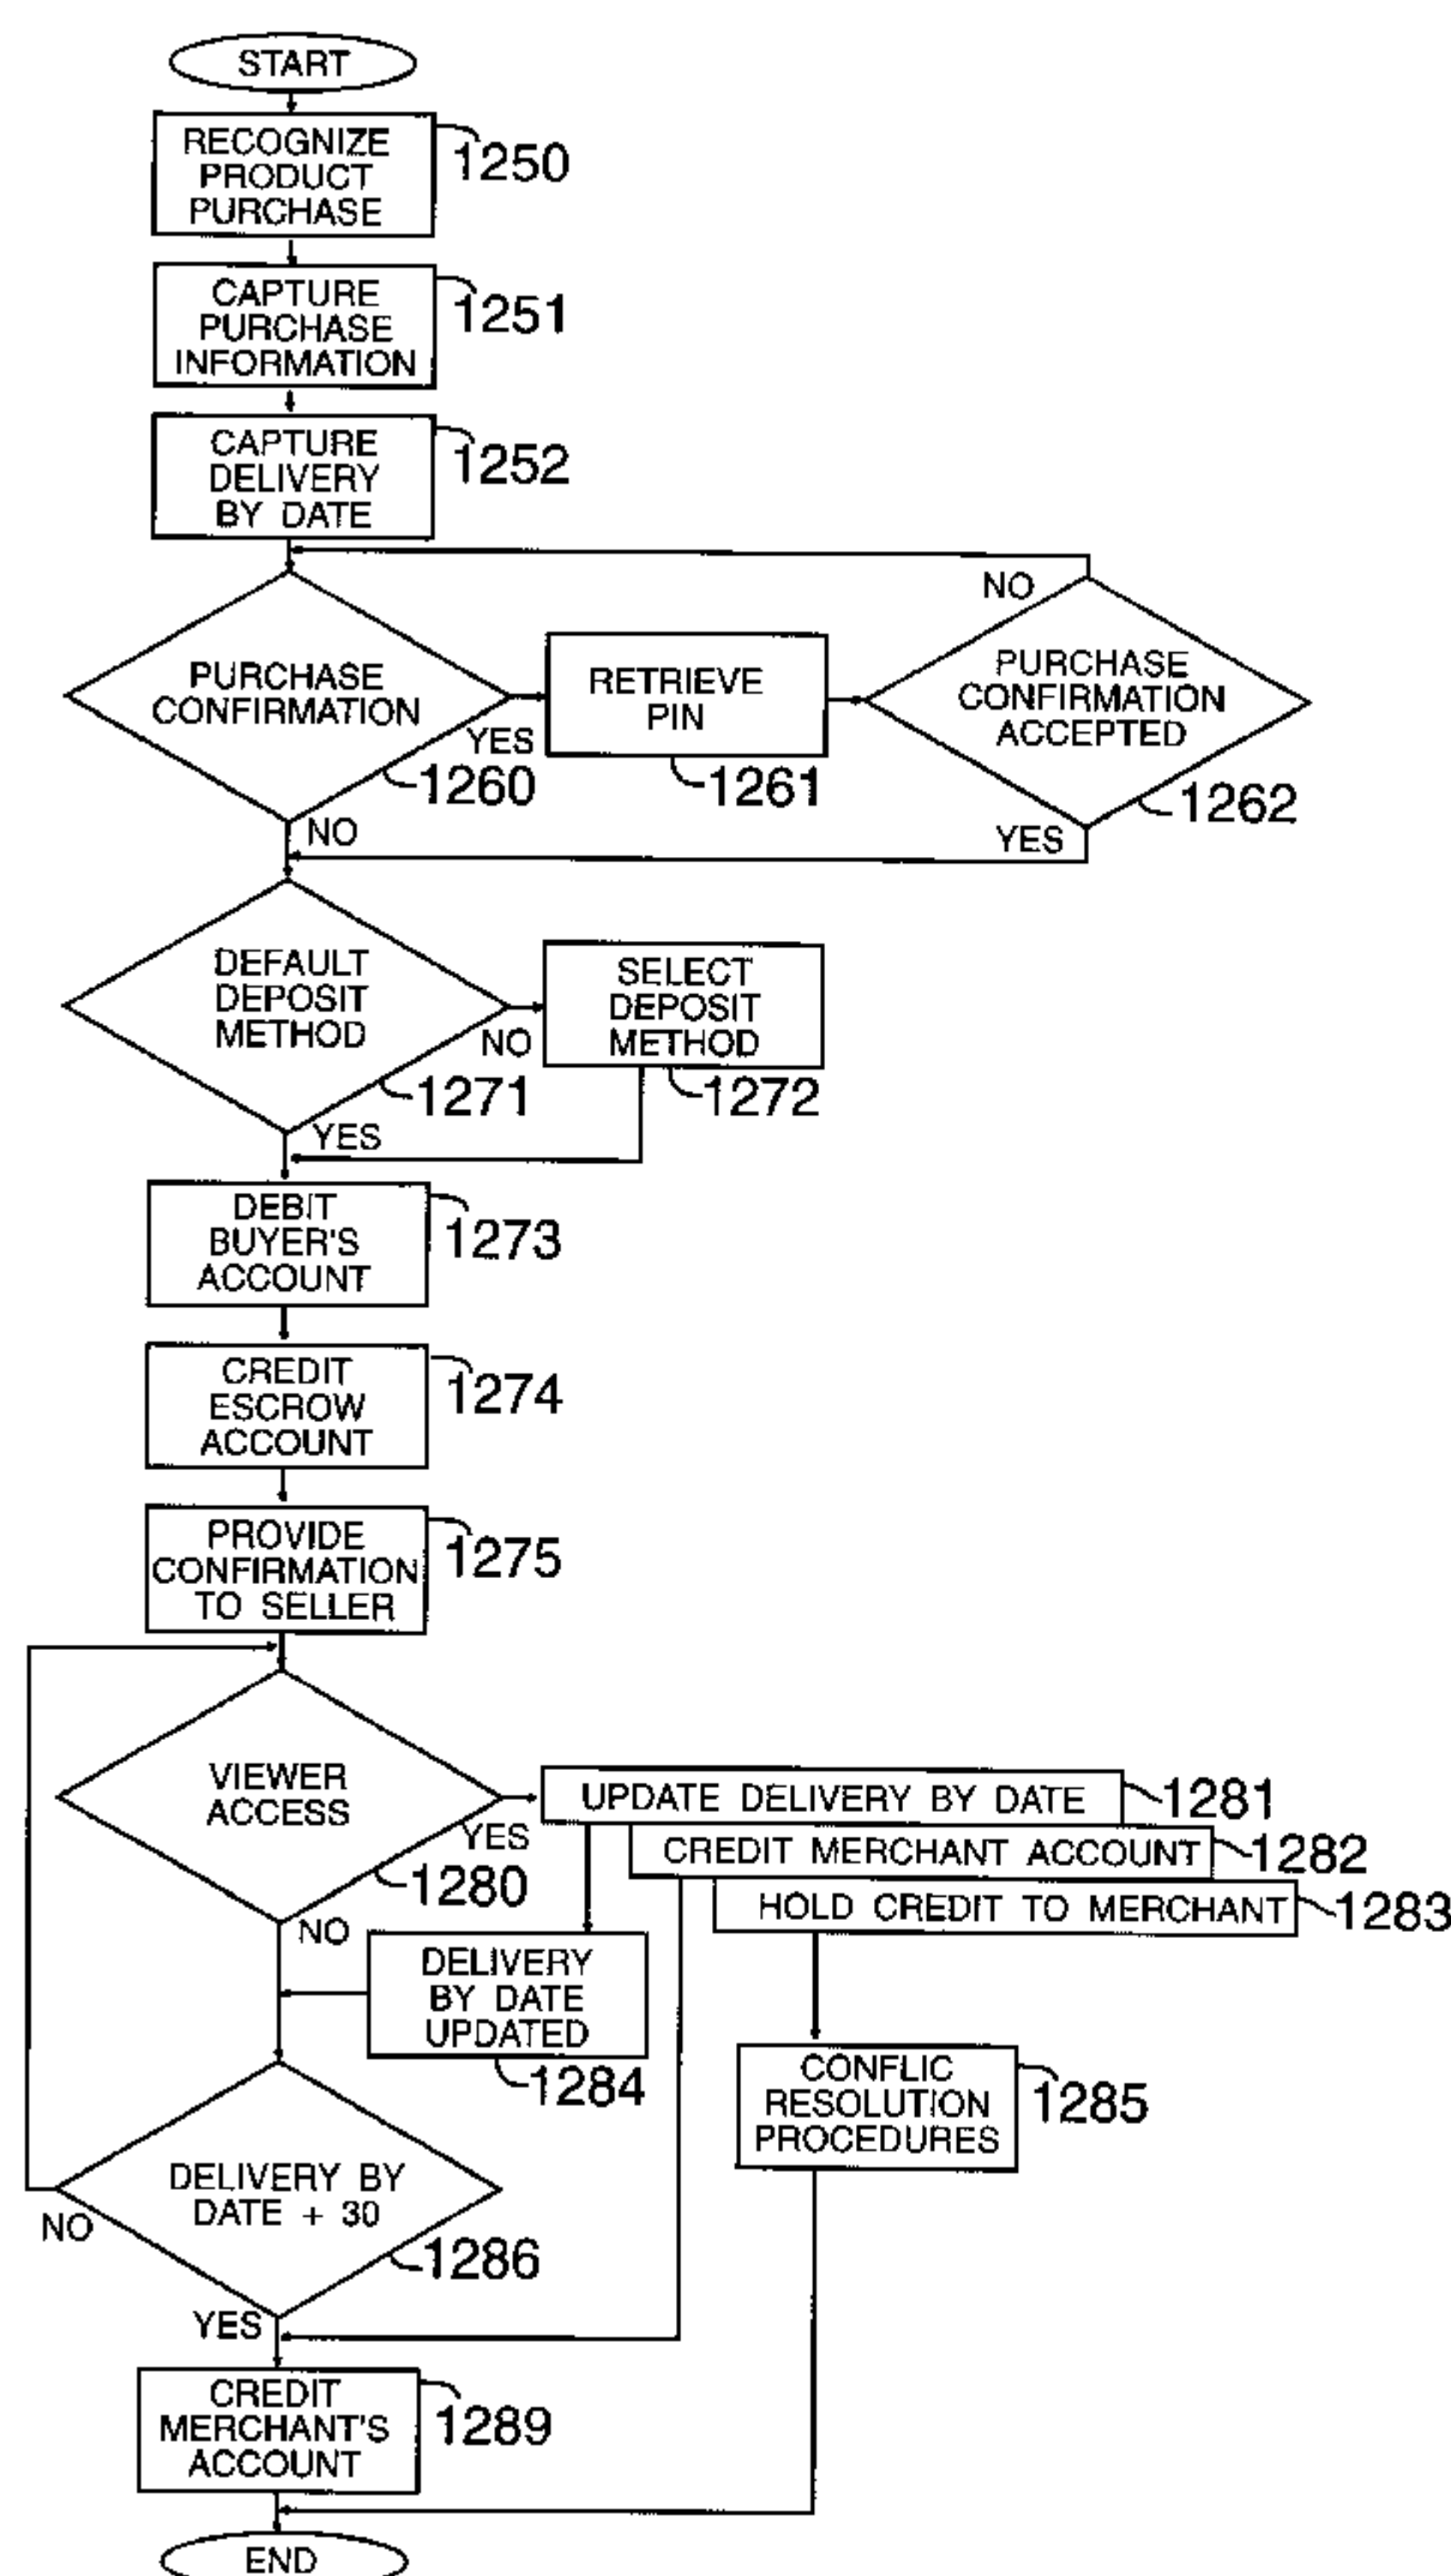 START
RECOGNIZE
PRODUCT
PURCHASE
1250
CAPTURE
PURCHASE
INFORMATION
1251
CAPTURE
DELIVERY
BY DATE
1252
PURCHASE
CONFIRMATION
YES
1260
NO
RETRIEVE
PIN
1261
NO
PURCHASE
CONFIRMATION
ACCEPTED
1262
YES
DEFAULT
DEPOSIT
METHOD
NO
1271
YES
SELECT
DEPOSIT
METHOD
1272
DEBIT
BUYER'S
ACCOUNT
1273
CREDIT
ESCROW
ACCOUNT
1274
PROVIDE
CONFIRMATION
TO SELLER
1275
VIEWER
ACCESS
YES
1280
NO
UPDATE DELIVERY BY DATE
1281
CREDIT MERCHANT ACCOUNT
1282
HOLD CREDIT TO MERCHANT
1283
DELIVERY
BY DATE
UPDATED
1284
CONFLIC
RESOLUTION
PROCEDURES
1285
DELIVERY BY
DATE + 30
NO
1286
YES
CREDIT
MERCHANT'S
ACCOUNT
1289
END